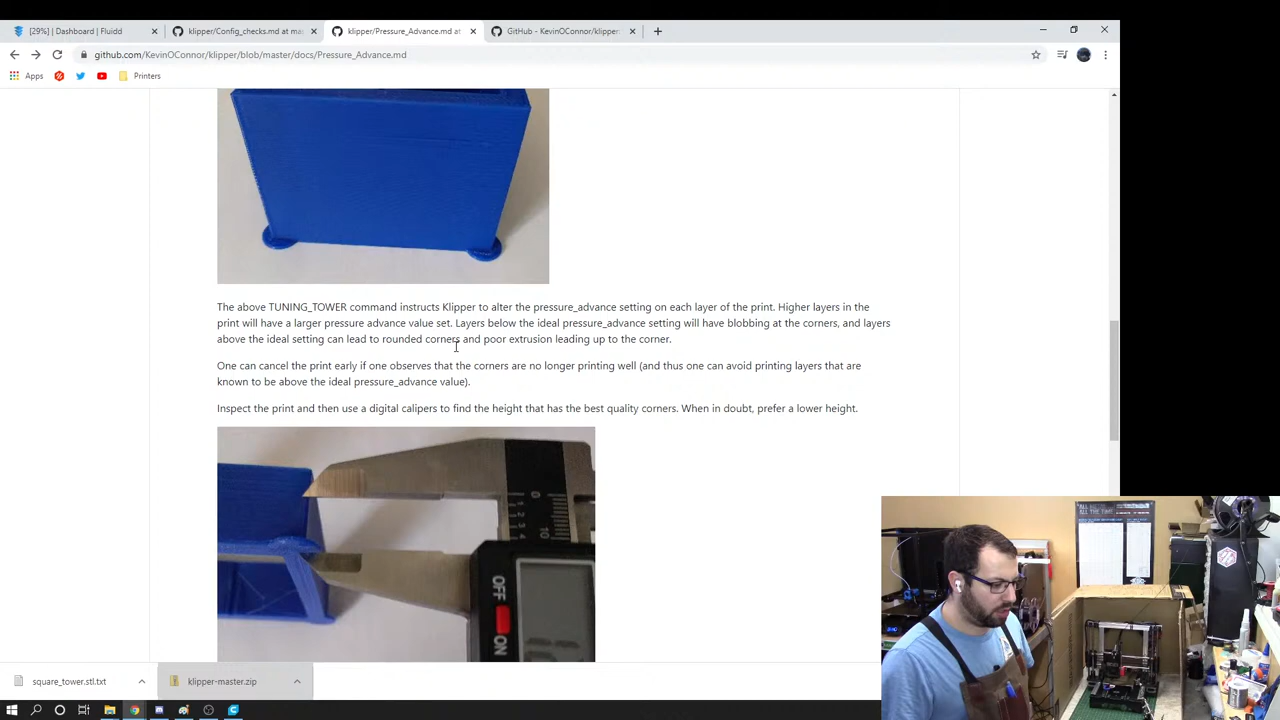 [29%] | Dashboard | Fluidd
klipper/Config_checks.md at mas
klipper/Pressure_Advance.md at
GitHub - KevinOConnor/klipper:
github.com/KevinOConnor/klipper/blob/master/docs/Pressure_Advance.md
Apps
Printers
The above TUNING_TOWER command instructs Klipper to alter the pressure_advance setting on each layer of the print. Higher layers in the
print will have a larger pressure advance value set. Layers below the ideal pressure_advance setting will have blobbing at the corners, and layers
above the ideal setting can lead to rounded corners and poor extrusion leading up to the corner.
One can cancel the print early if one observes that the corners are no longer printing well (and thus one can avoid printing layers that are
known to be above the ideal pressure_advance value).
Inspect the print and then use a digital calipers to find the height that has the best quality corners. When in doubt, prefer a lower height.
0
10
OFF
ON
square_tower.stl.txt
klipper-master.zip